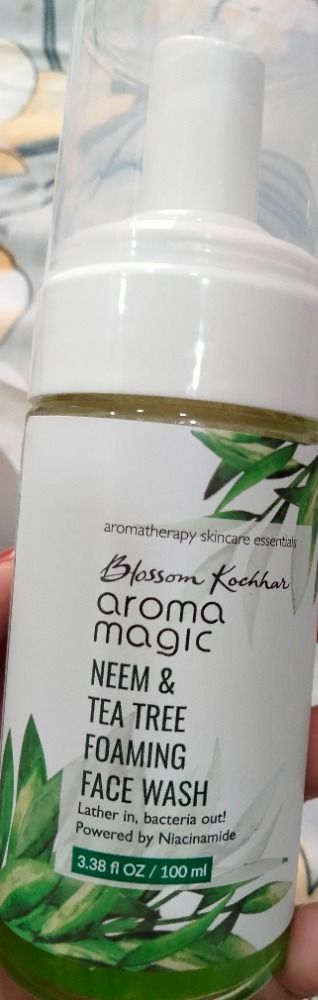 aromatherapy skincare essentials
Blossom Kochhar
aroma
magic
NEEM &
TEA TREE
FOAMING
FACE WASH
Lather in, bacteria out!
Powered by Niacinamide
3.38 fl OZ / 100 ml